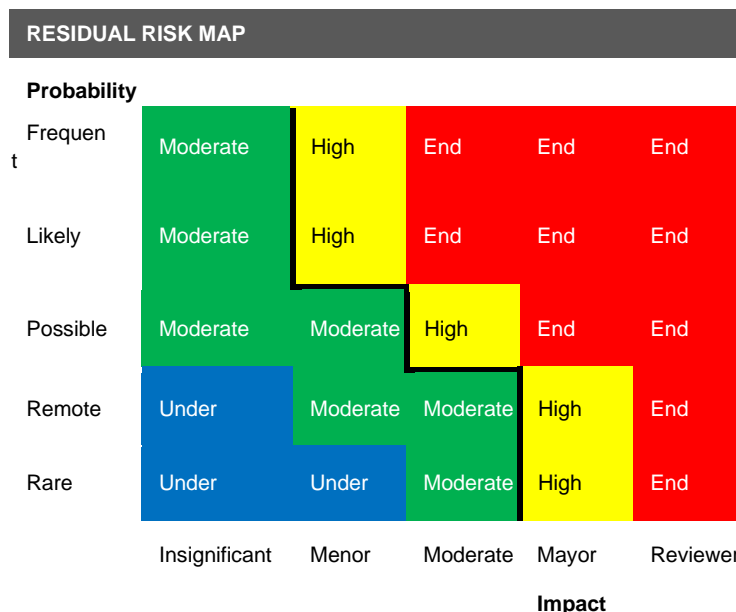 RESIDUAL RISK MAP
Probability
Frequen
t
Moderate High End End End
Likely Moderate High End End End
Possible Moderate Moderate High End End
Remote Under Moderate Moderate High End
Rare Under Under Moderate High End
Insignificant Menor Moderate Mayor Reviewer
Impact